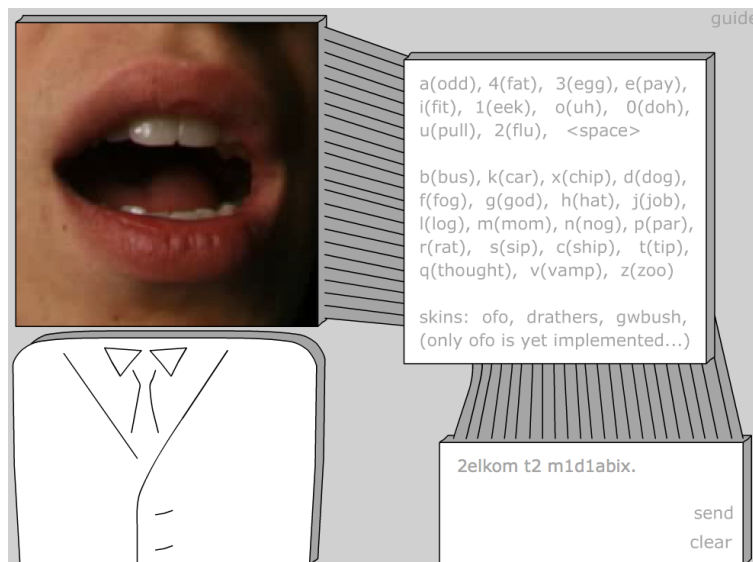 guide
a(odd), 4(fat), 3(egg), e(pay),
i(fit), 1(eek), o(uh), 0(doh),
u(pull), 2(flu), <space>
b(bus), k(car), x(chip), d(dog),
f(fog), g(god), h(hat), j(job),
l(log), m(mom), n(nog), p(par),
r(rat), s(sip), c(ship), t(tip),
q(thought), v(vamp), z(zoo)
skins: ofo, drathers, gwbush,
(only ofo is yet implemented...)
2elkom t2 m1d1abix.
send
clear